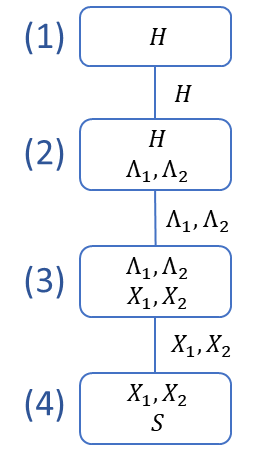 (1) H
H
(2) H
Λ₁, Λ₂
Λ₁, Λ₂
(3) Λ₁, Λ₂
X₁, X₂
X₁, X₂
(4) X₁, X₂
S